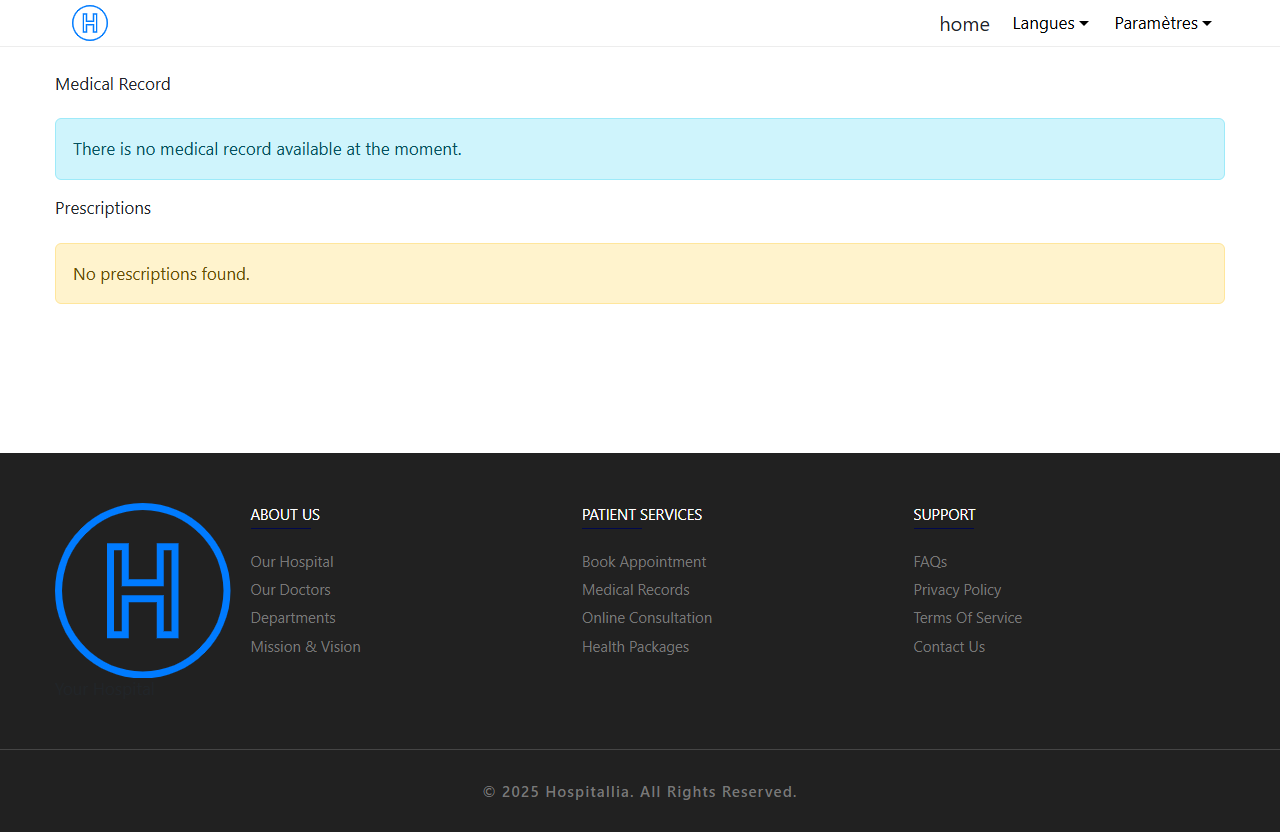 home Langues Paramètres
Medical Record
There is no medical record available at the moment.
Prescriptions
No prescriptions found.
ABOUT US
Our Hospital
Our Doctors
Departments
Mission & Vision
PATIENT SERVICES
Book Appointment
Medical Records
Online Consultation
Health Packages
SUPPORT
FAQs
Privacy Policy
Terms Of Service
Contact Us
© 2025 Hospitallia. All Rights Reserved.